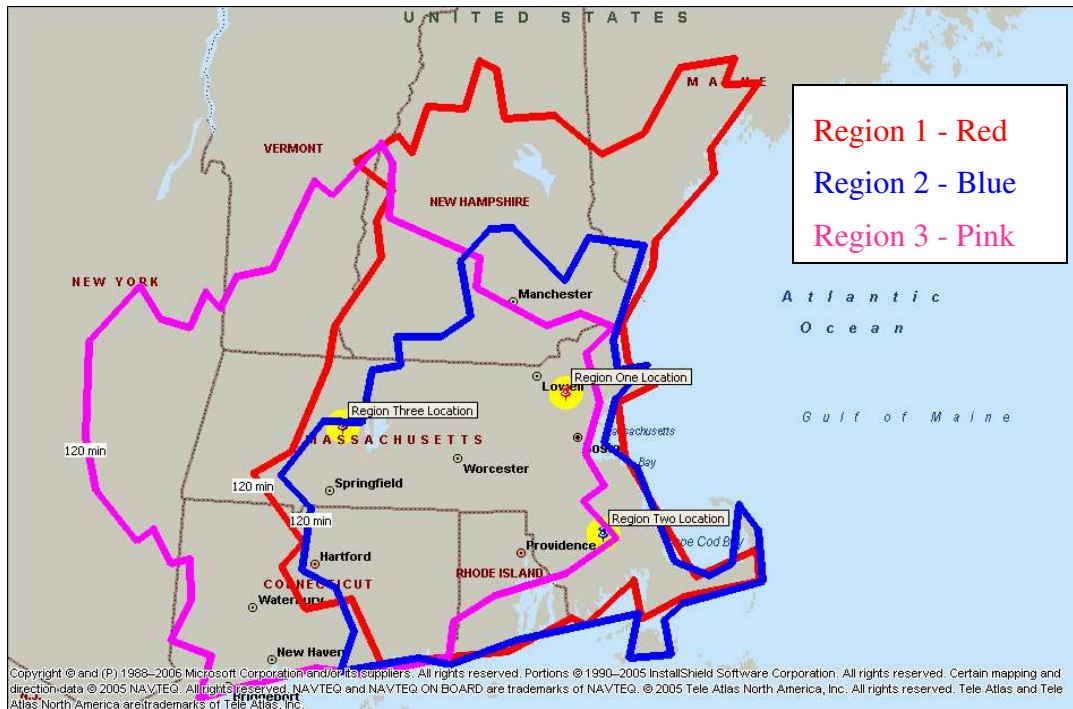 UNITED STATES
MAINE
VERMONT
NEW HAMPSHIRE
NEW YORK
Region 1 - Red
Region 2 - Blue
Region 3 - Pink
Atlantic
Ocean
Manchester
Lowell
Region One Location
Region Three Location
Gulf of Maine
MASSACHUSETTS
Massachusetts
Bay
120 min
Worcester
120 min
Springfield
120 min
Region Two Location
Providence
Cape Cod Bay
Hartford
RHODE ISLAND
CONNECTICUT
Waterbury
New Haven
Copyright © and (P) 1988–2006 Microsoft Corporation and/or its suppliers. All rights reserved. Portions © 1990–2005 InstallShield Software Corporation. All rights reserved. Certain mapping and
direction data © 2005 NAVTEQ. All rights reserved. NAVTEQ and NAVTEQ ON BOARD are trademarks of NAVTEQ. © 2005 Tele Atlas North America, Inc. All rights reserved. Tele Atlas and Tele
Atlas North America are trademarks of Tele Atlas, Inc.
N.J.
Bridgeport